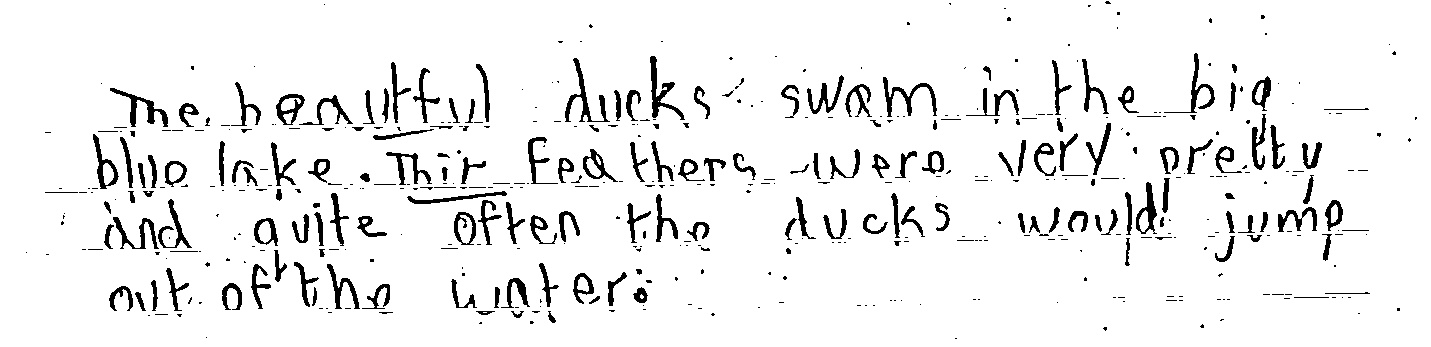 The beautful ducks swam in the big
blue lake. Thir feathers were very pretty
and quite often the ducks would jump
out of the water.